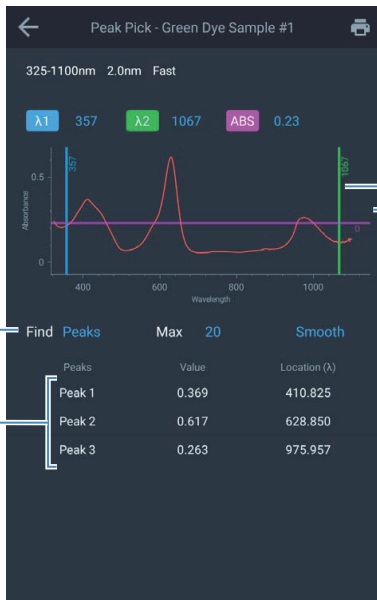 Peak Pick - Green Dye Sample #1
325-1100nm 2.0nm Fast
λ1 357 λ2 1067 ABS 0.23
357
1067
0.5
0
Absorbance
0
400 600 800 1000
Wavelength
Find Peaks Max 20 Smooth
Peaks Value Location (λ)
Peak 1 0.369 410.825
Peak 2 0.617 628.850
Peak 3 0.263 975.957